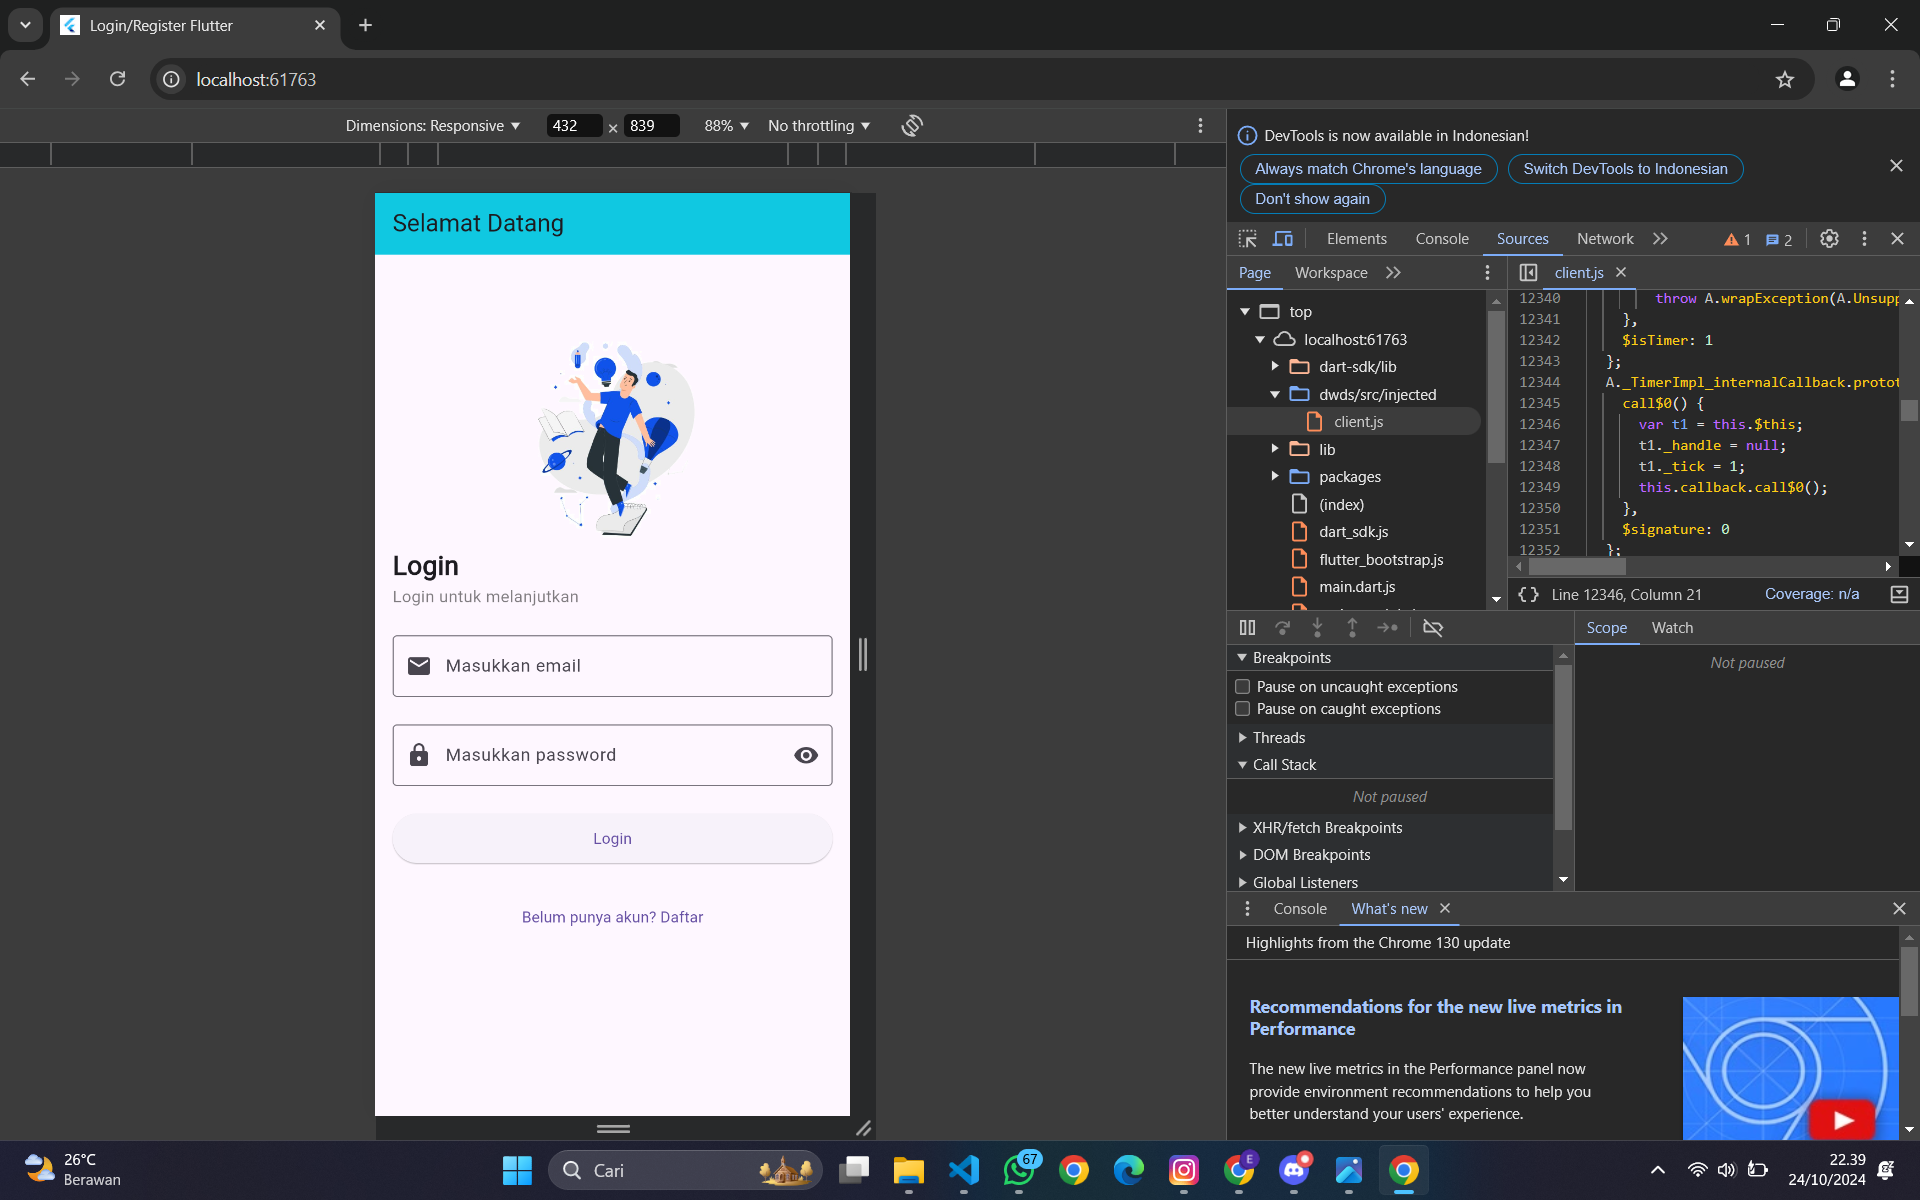 Login/Register Flutter
localhost:61763
Dimensions: Responsive 432 × 839 88% No throttling
DevTools is now available in Indonesian!
Always match Chrome's language Switch DevTools to Indonesian
Don't show again
Elements Console Sources Network 1 2
Page Workspace client.js
top
localhost:61763
dart-sdk/lib
dwds/src/injected
client.js
lib
packages
(index)
dart_sdk.js
flutter_bootstrap.js
main.dart.js
12340 throw A.wrapException(A.Unsupp
12341 },
12342 $isTimer: 1
12343 };
12344 A._TimerImpl_internalCallback.protot
12345 call$0() {
12346 var t1 = this.$this;
12347 t1._handle = null;
12348 t1._tick = 1;
12349 this.callback.call$0();
12350 },
12351 $signature: 0
12352 };
{} Line 12346, Column 21 Coverage: n/a
Selamat Datang
Login
Login untuk melanjutkan
Masukkan email
Masukkan password
Login
Belum punya akun? Daftar
Scope Watch
Not paused
Breakpoints
Pause on uncaught exceptions
Pause on caught exceptions
Threads
Call Stack
Not paused
XHR/fetch Breakpoints
DOM Breakpoints
Global Listeners
Console What's new
Highlights from the Chrome 130 update
Recommendations for the new live metrics in
Performance
The new live metrics in the Performance panel now
provide environment recommendations to help you
better understand your users' experience.
26°C
Berawan
Cari
67
E
22.39
24/10/2024